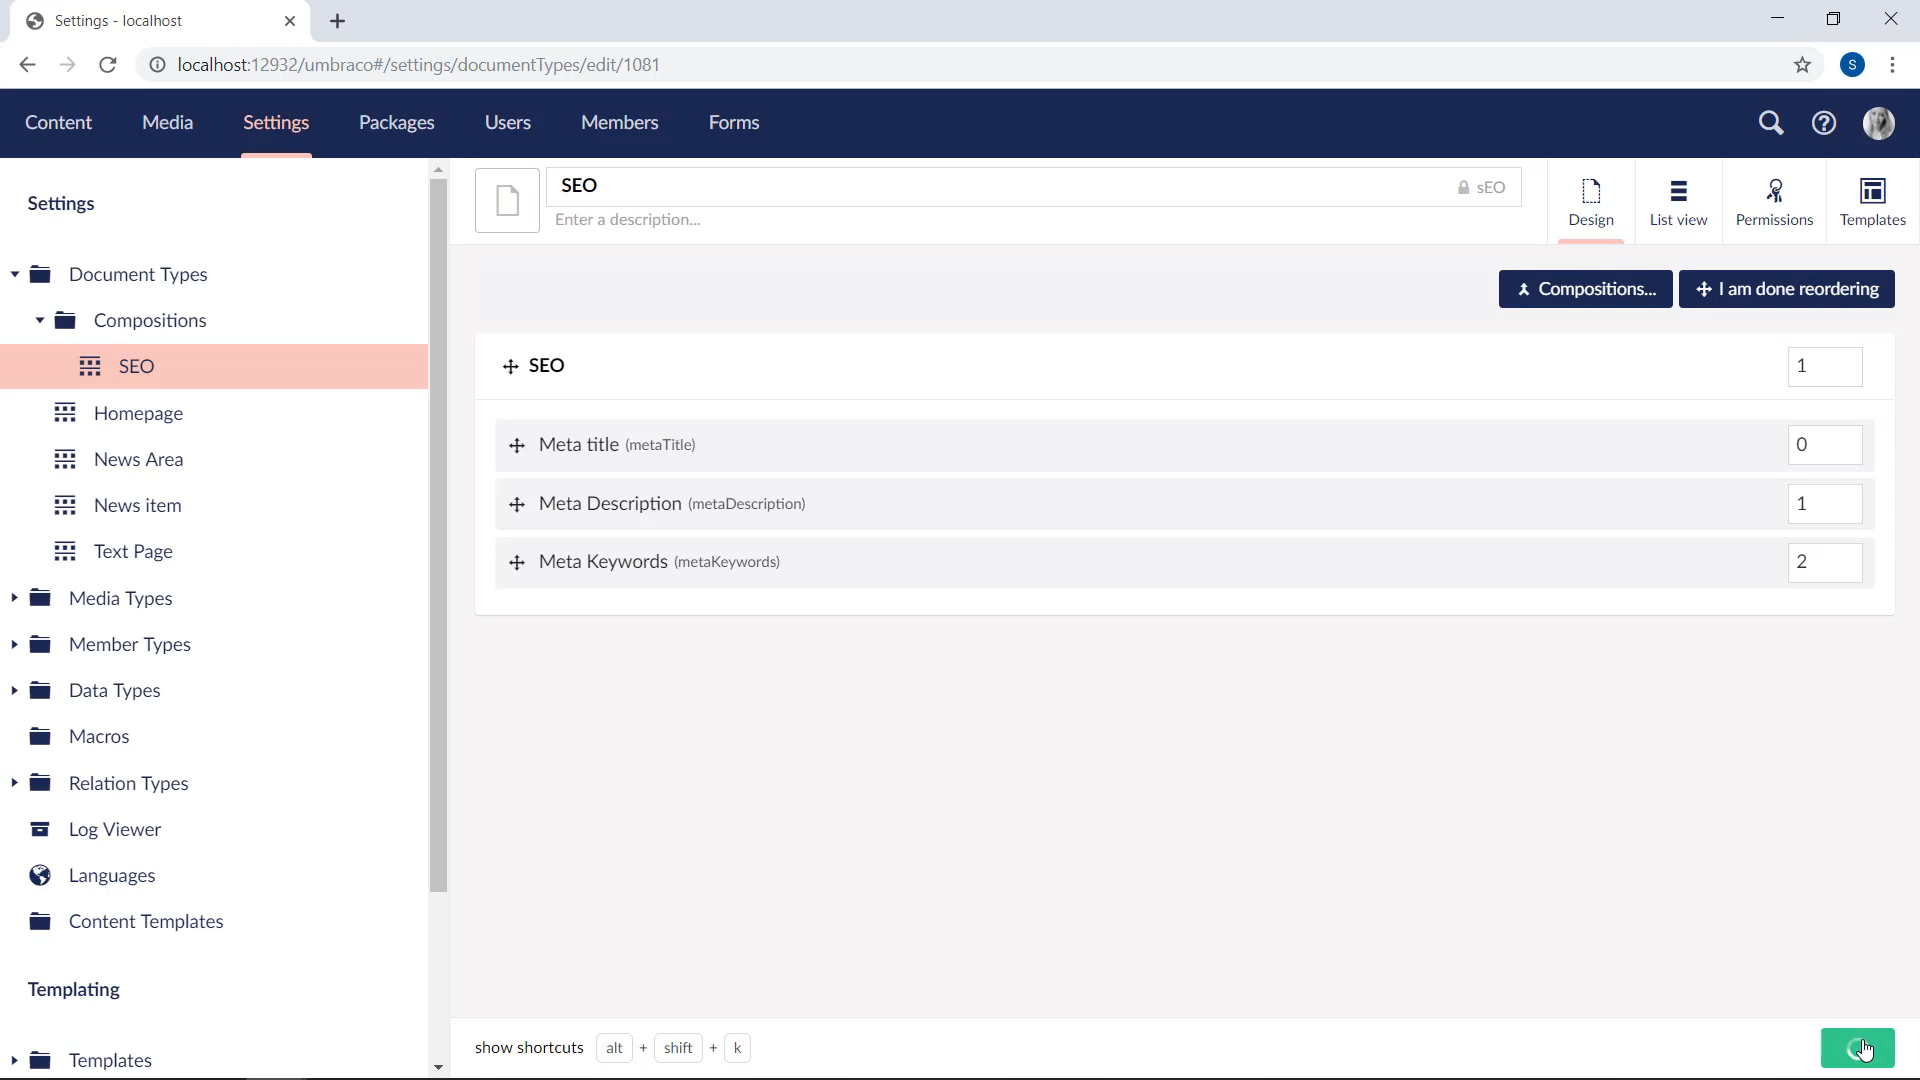 Settings - localhost
localhost:12932/umbraco#/settings/documentTypes/edit/1081
S
Content Media Settings Packages Users Members Forms
Settings
Document Types
Compositions
SEO
Homepage
News Area
News item
Text Page
Media Types
Member Types
Data Types
Macros
Relation Types
Log Viewer
Languages
Content Templates
Templating
Templates
SEO sEO
Enter a description...
Design List view Permissions Templates
Compositions... I am done reordering
SEO 1
Meta title (metaTitle) 0
Meta Description (metaDescription) 1
Meta Keywords (metaKeywords) 2
show shortcuts alt + shift + k